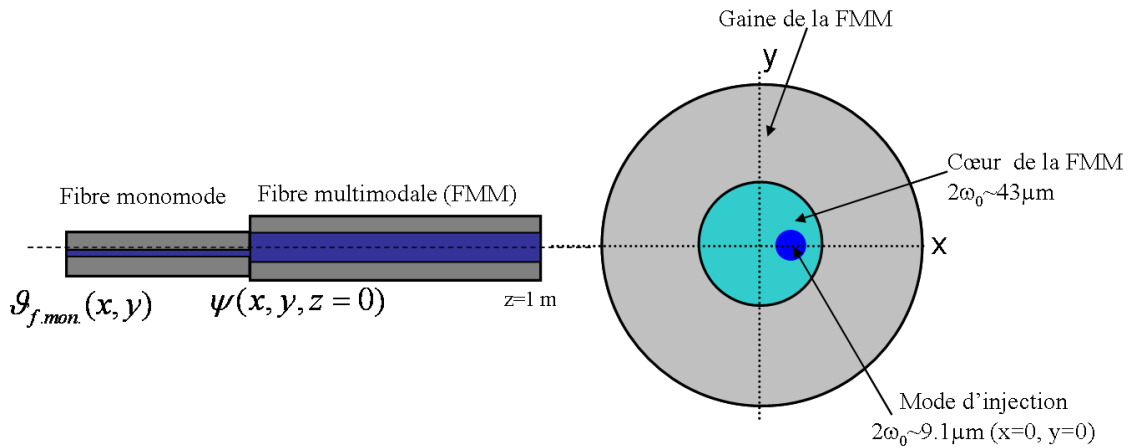 Gaine de la FMM
y
Cœur de la FMM
2ω₀~43μm
Fibre monomode
Fibre multimodale (FMM)
x
ϑf.mon.(x, y)
ψ(x, y, z = 0)
z=1 m
Mode d'injection
2ω₀~9.1μm (x=0, y=0)